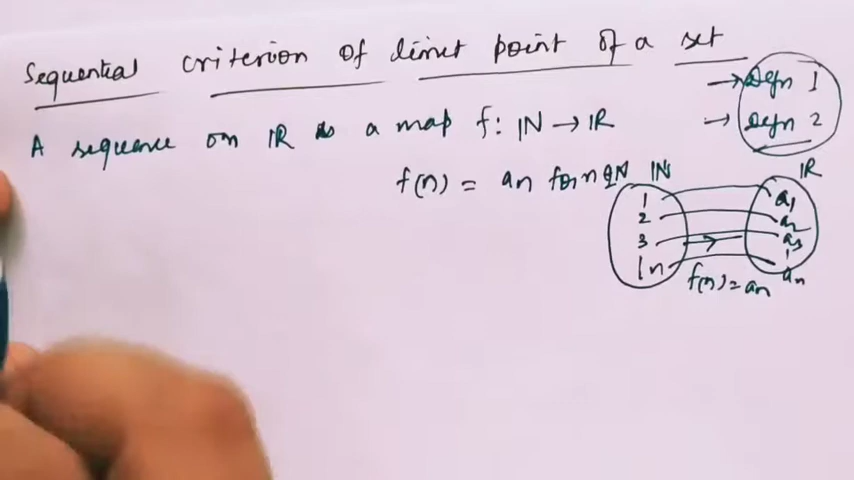 Sequential criterion of limit point of a set
→ Defn 1
→ Defn 2
A sequence on IR is a map f: IN → IR
f(n) = an for n ∈ IN
IN
IR
1
2
3
n
a1
a2
a3
an
f(n) = an